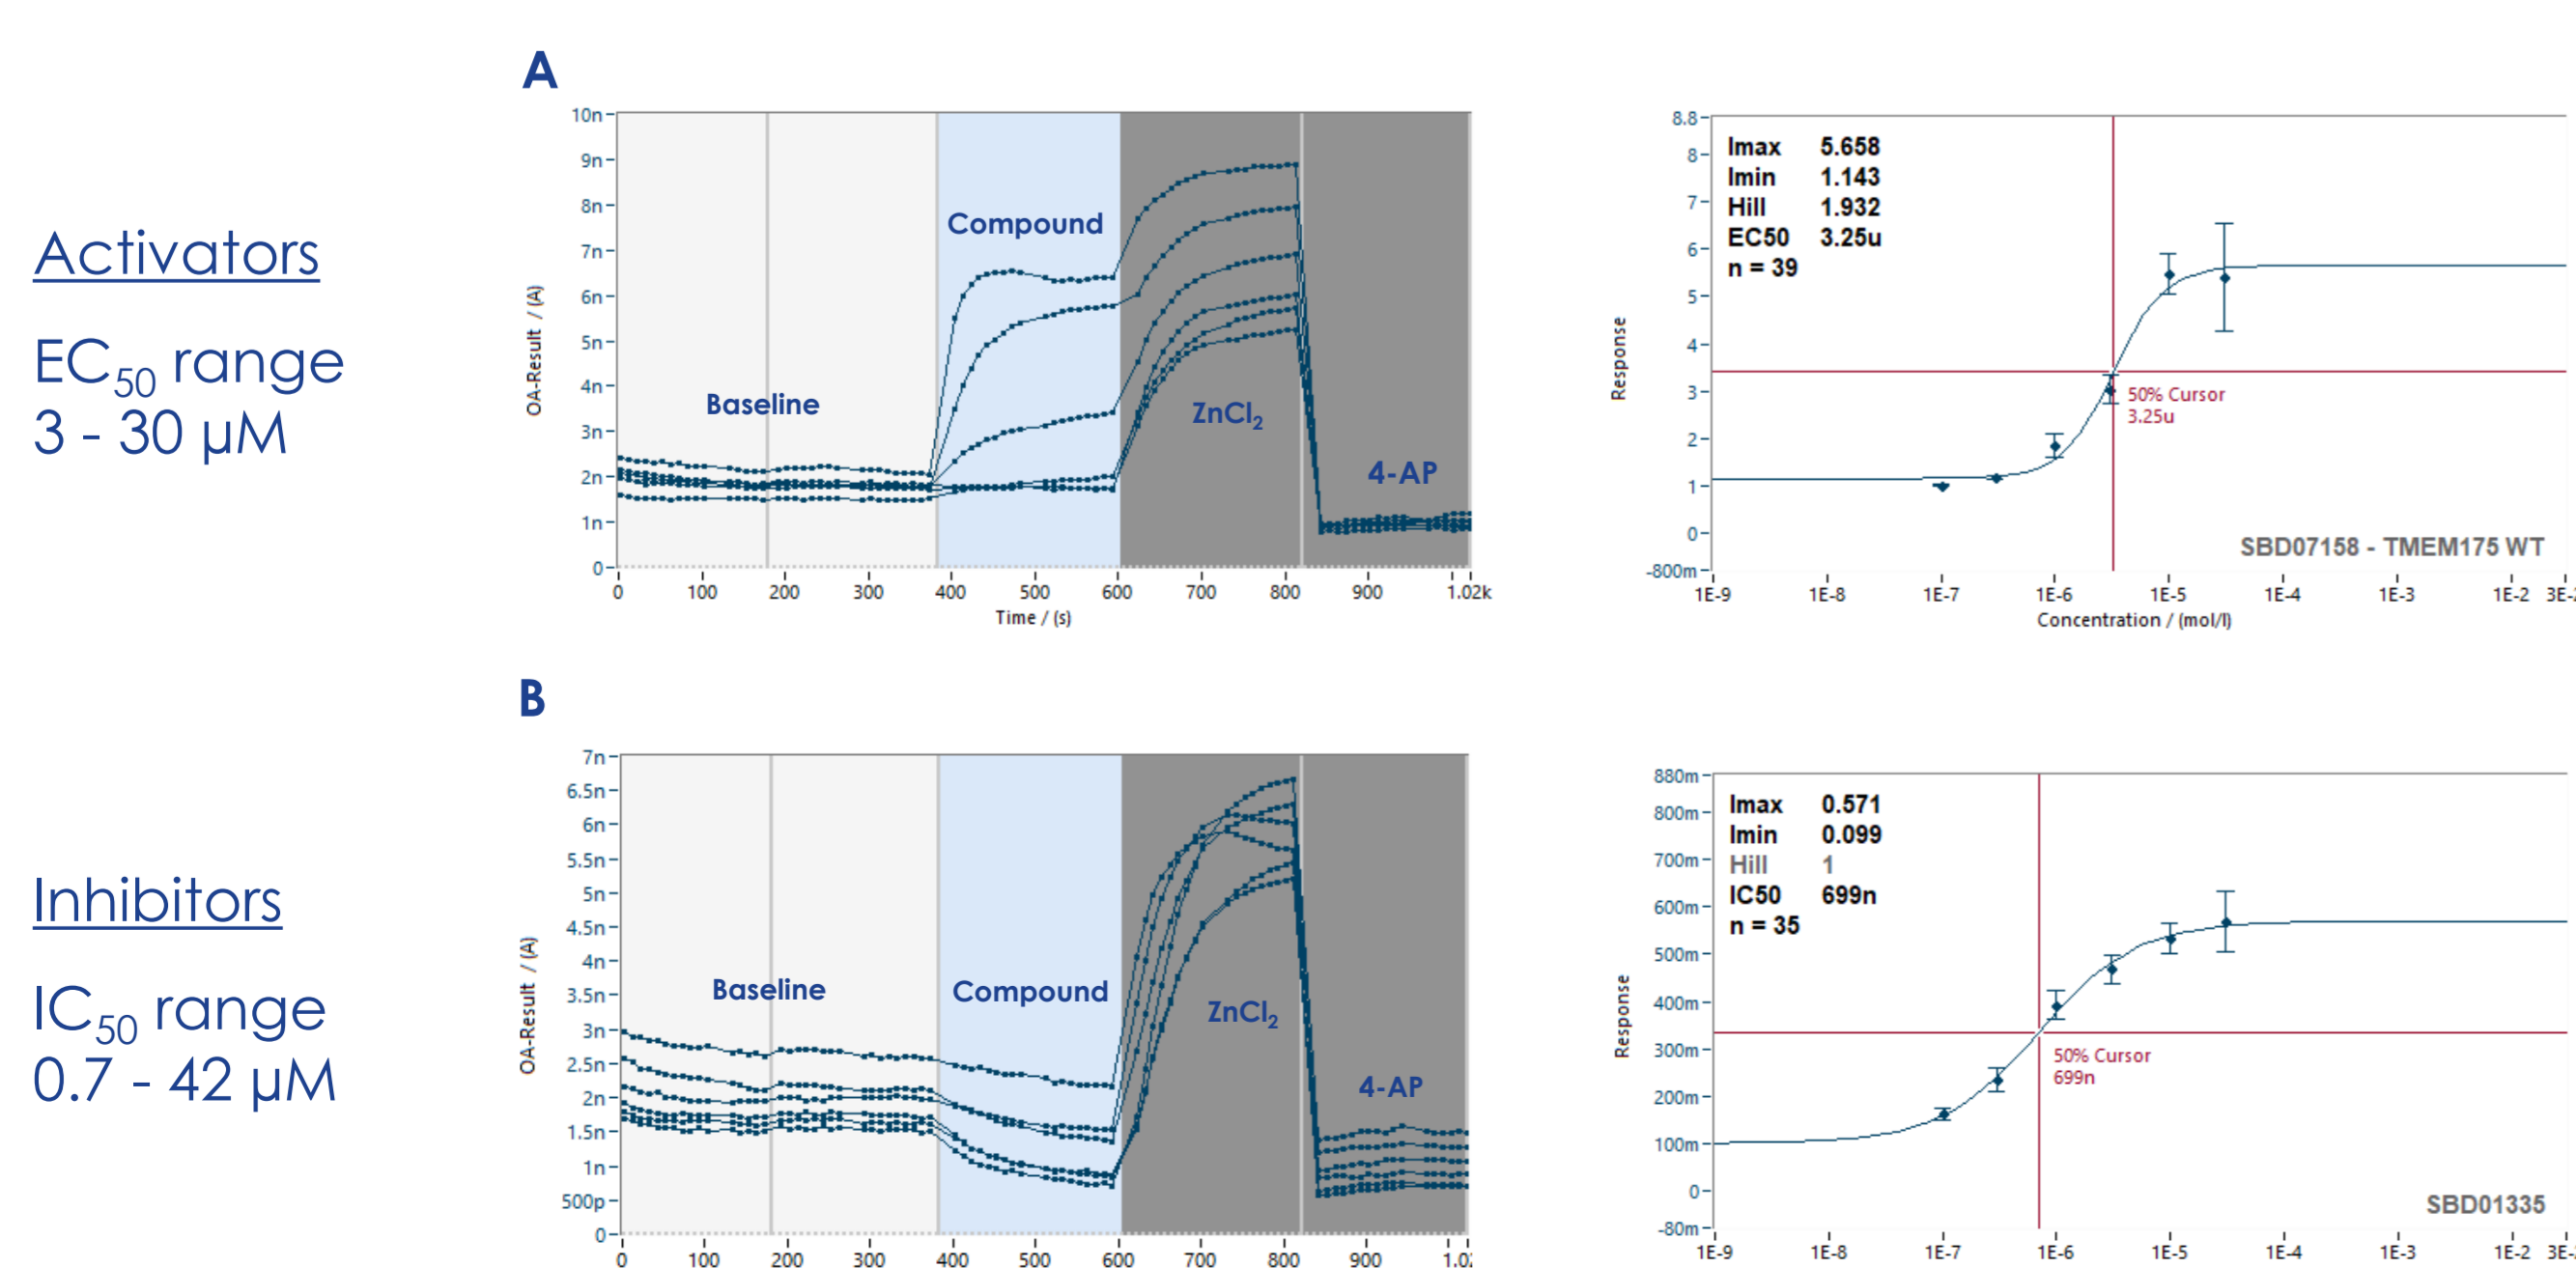 Activators
EC50 range
3 - 30 µM
A
10n
9n
8n
7n
6n
5n
4n
3n
2n
1n
0
OA-Result / (A)
Baseline
Compound
ZnCl2
4-AP
0 100 200 300 400 500 600 700 800 900 1.02k
Time / (s)
8.8
8
7
6
5
4
3
2
1
0
-800m
Response
Imax 5.658
Imin 1.143
Hill 1.932
EC50 3.25u
n = 39
50% Cursor
3.25u
SBD07158 - TMEM175 WT
1E-9 1E-8 1E-7 1E-6 1E-5 1E-4 1E-3 1E-2
Concentration / (mol/l)
Inhibitors
IC50 range
0.7 - 42 µM
B
7n
6.5n
6n
5.5n
5n
4.5n
4n
3.5n
3n
2.5n
2n
1.5n
1n
500p
0
OA-Result / (A)
Baseline
Compound
ZnCl2
4-AP
0 100 200 300 400 500 600 700 800 900 1.02
880m
800m
700m
600m
500m
400m
300m
200m
100m
0
-80m
Response
Imax 0.571
Imin 0.099
Hill 1
IC50 699n
n = 35
50% Cursor
699n
SBD01335
1E-9 1E-8 1E-7 1E-6 1E-5 1E-4 1E-3 1E-2